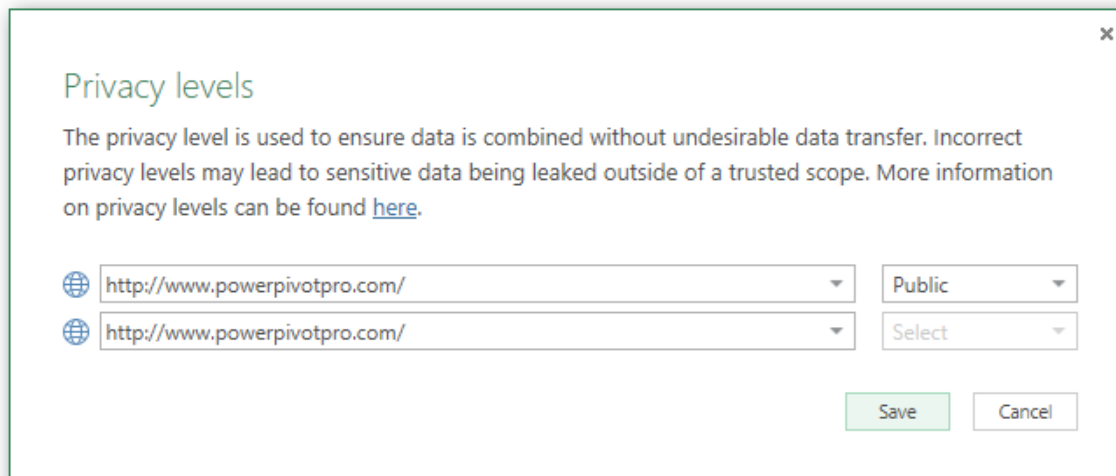 Privacy levels
The privacy level is used to ensure data is combined without undesirable data transfer. Incorrect
privacy levels may lead to sensitive data being leaked outside of a trusted scope. More information
on privacy levels can be found here.
http://www.powerpivotpro.com/ Public
http://www.powerpivotpro.com/ Select
Save Cancel